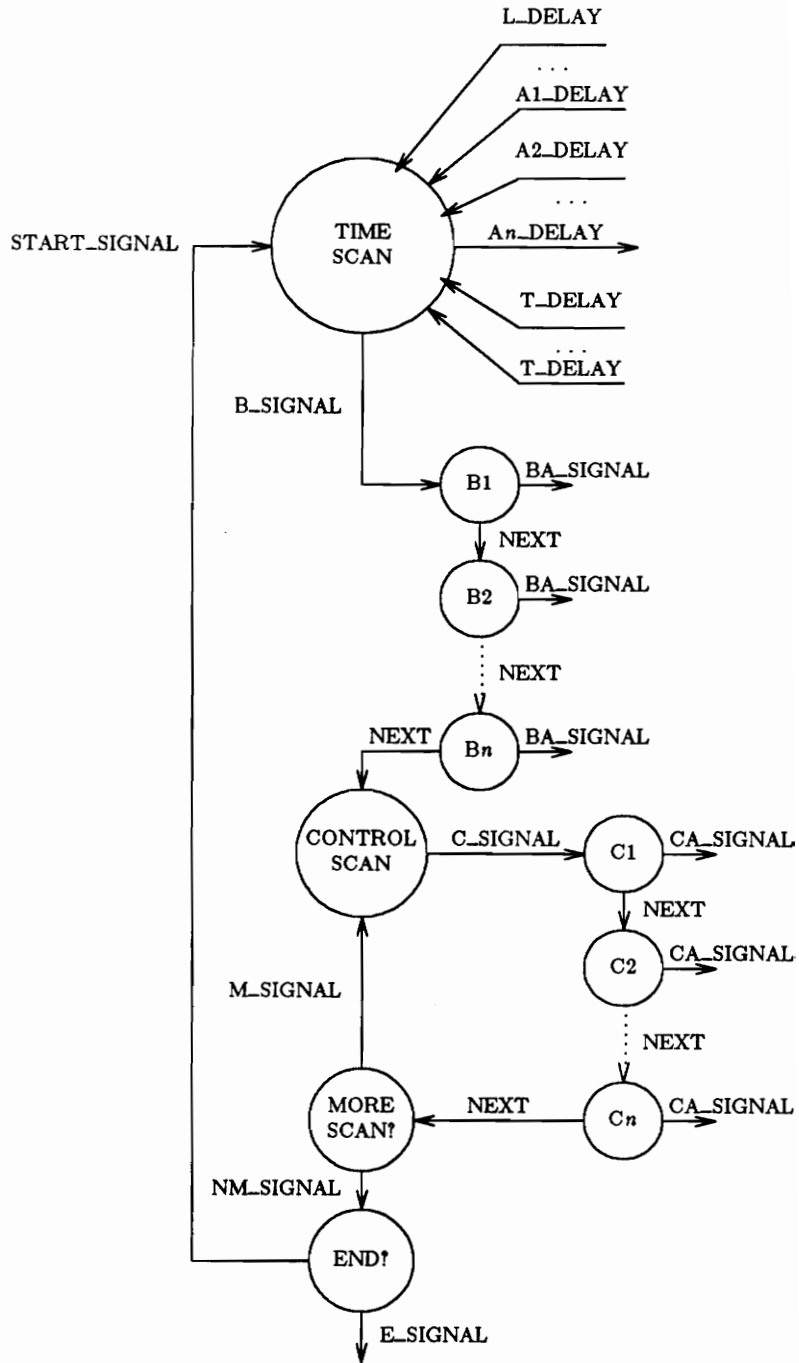 L_DELAY
. . .
A1_DELAY
A2_DELAY
. . .
START_SIGNAL
TIME
SCAN
An_DELAY
T_DELAY
. . .
T_DELAY
B_SIGNAL
B1
BA_SIGNAL
NEXT
B2
BA_SIGNAL
NEXT
NEXT
Bn
BA_SIGNAL
CONTROL
SCAN
C_SIGNAL
C1
CA_SIGNAL
NEXT
C2
CA_SIGNAL
M_SIGNAL
NEXT
MORE
SCAN?
NEXT
Cn
CA_SIGNAL
NM_SIGNAL
END?
E_SIGNAL